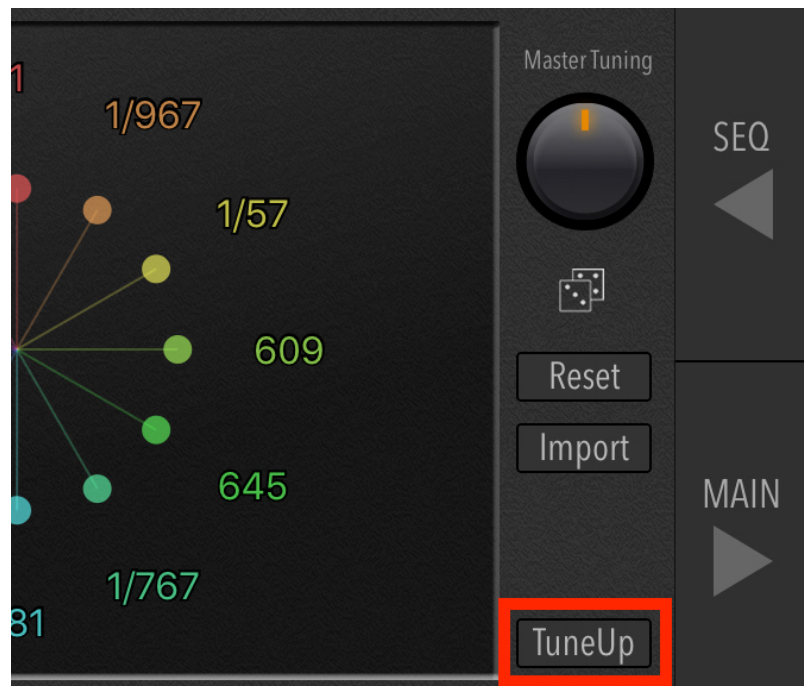 1
1/967
1/57
609
645
1/767
81
Master Tuning
Reset
Import
TuneUp
SEQ
MAIN